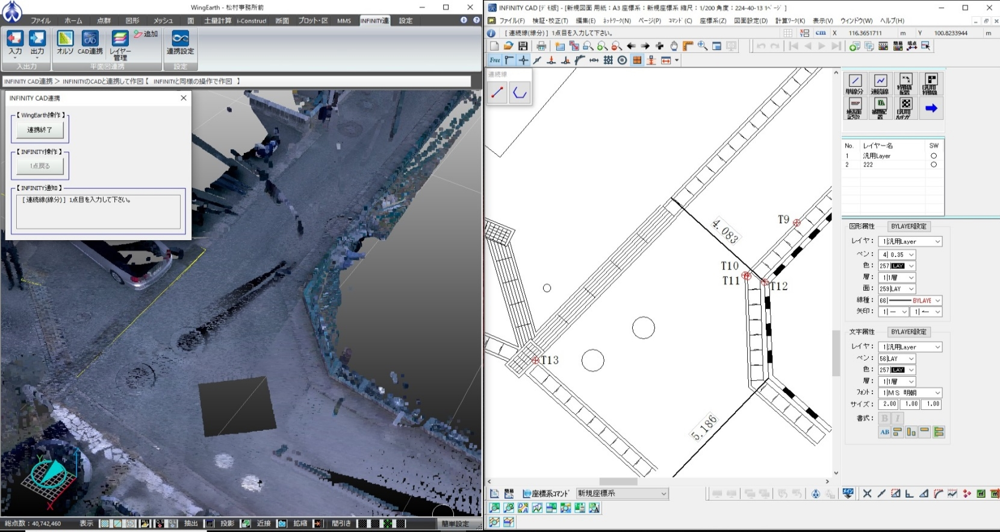 WingEarth - 松村事務所前
ファイル ホーム 点群 図形 メッシュ 面 土量計算 i-Construct 断面 プロット・区 MMS INFINITY連 設定
入力 出力 オルソ CAD連携 レイヤー管理 追加 連携設定
入出力 平面図連携 設定
INFINITY CAD連携 > INFINITYのCADと連携して作図【 INFINITYと同様の操作で作図 】
INFINITY CAD連携
【 WingEarth操作 】
連携終了
【 INFINITY操作 】
1点戻る
【 INFINITY通知 】
[ 連続線(線分) ] 1点目を入力して下さい。
Y
Z
X
総点数 : 40,742,460 表示 抽出 投影 近接 拡縮 間引き 簡単設定
INFINITY CAD [デモ版] - [新規図面 用紙 : A3 座標系 : 新規座標系 縮尺 : 1/200 角度 : 224-40-13 1ページ ]
ファイル(F) 検証・校正(T) 編集(E) ネットワーク(N) ページ(P) コマンド(C) 座標系(Z) 図面設定(D) 計算ワーク(K) 表示(V) ウィンドウ(W) ヘルプ(H)
[ 連続線(線分) ] 1点目を入力して下さい。 cm X 116.3651711 m Y 100.8233944 m
Free
連続線
4.083
T9
T10
T11
T12
T13
5.186
単線分 連続線
No. レイヤー名 SW
1 汎用Layer ○
2 222 ○
図形属性 BYLAYER設定
レイヤ : 1|汎用Layer
ペン : 4| 0.35
色 : 257|LAY
層 : 1|1層
面 : 259|LAY
線種 : 66| BYLAYE
矢印 : 1| 1|
文字属性 BYLAYER設定
レイヤ : 1|汎用Layer
ペン : 56|LAY
色 : 257|LAY
層 : 1|1層
フォント : 1|MS 明朝
サイズ : 2.00 1.00 1.00
書式 : B I
AB
座標系コマンド 新規座標系